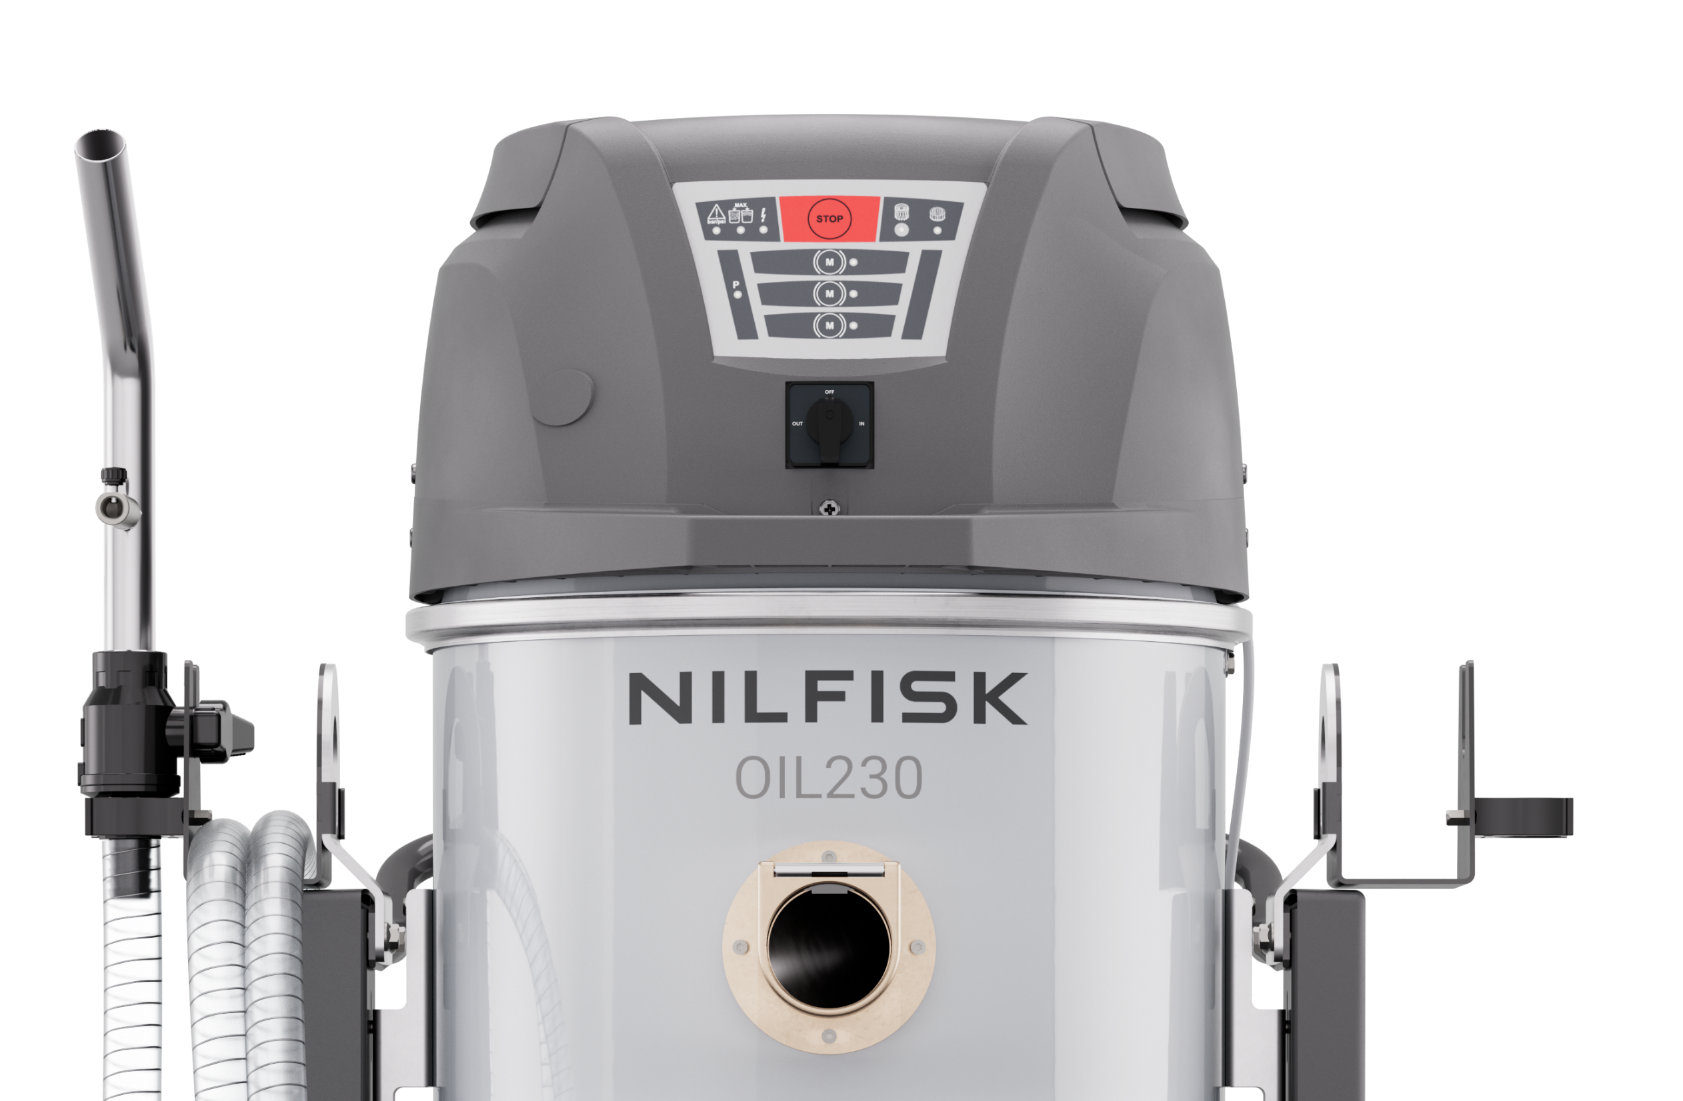 MAX
STOP
M
P
M
M
OFF
OUT
IN
NILFISK
OIL230